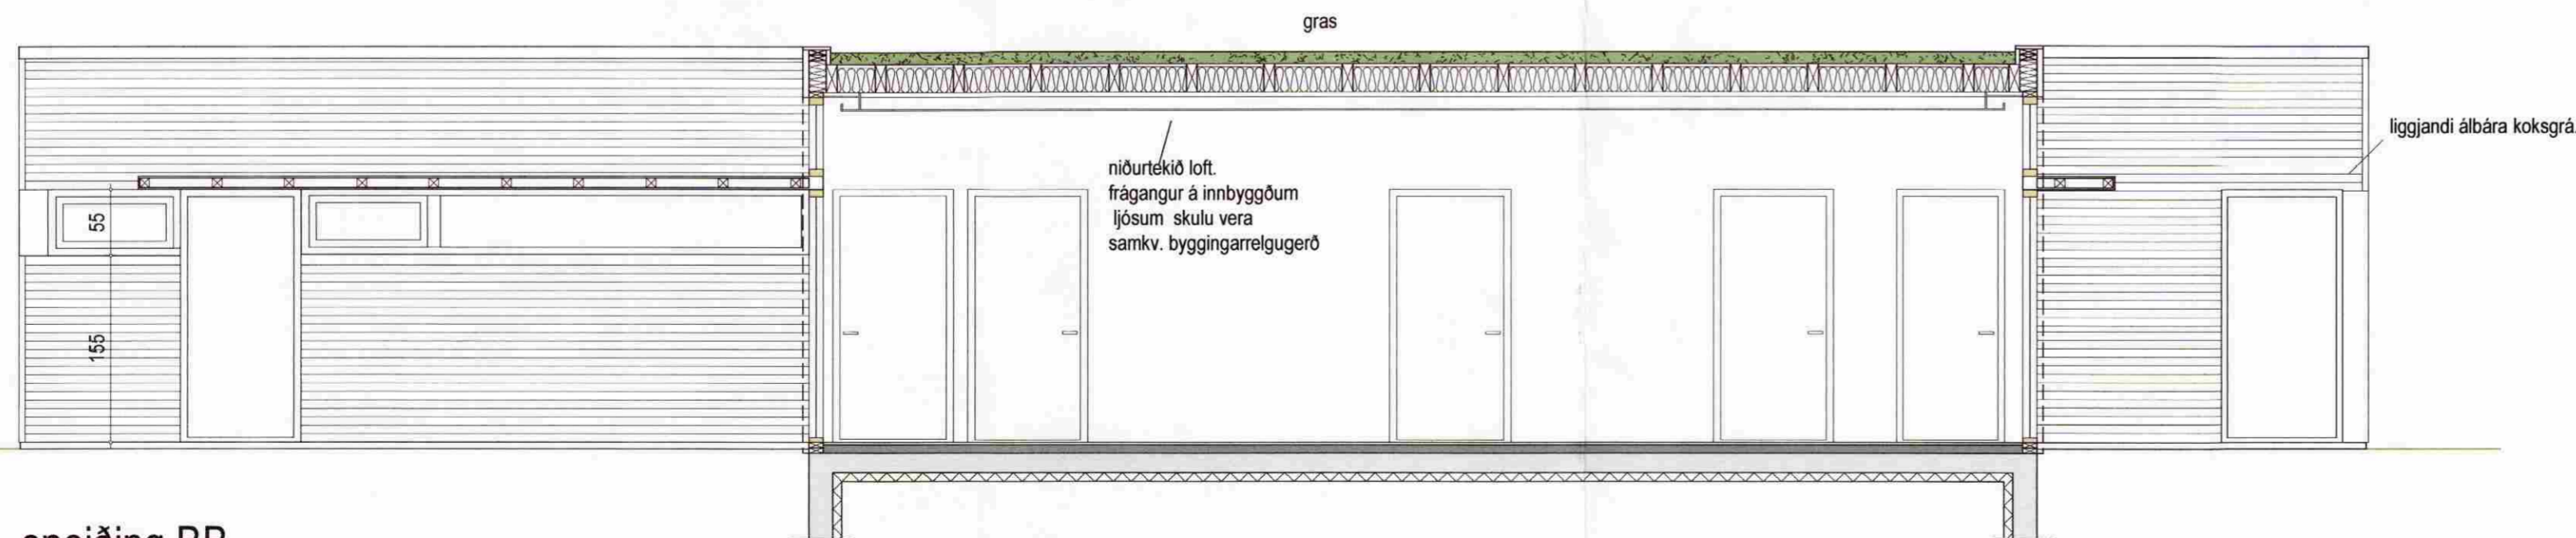 gras
liggjandi álbára koksgrá.
niðurtekið loft.
frágangur á innbyggðum
ljósum skulu vera
samkv. byggingarrelgugerð
55
155